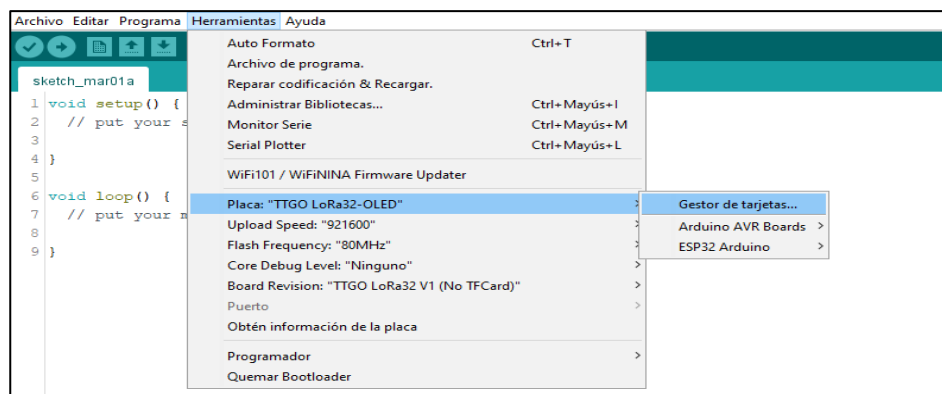 Archivo Editar Programa Herramientas Ayuda
sketch_mar01a
1 void setup() {
2 // put your s
3
4 }
5
6 void loop() {
7 // put your m
8
9 }
Auto Formato Ctrl+T
Archivo de programa.
Reparar codificación & Recargar.
Administrar Bibliotecas... Ctrl+Mayús+I
Monitor Serie Ctrl+Mayús+M
Serial Plotter Ctrl+Mayús+L
WiFi101 / WiFiNINA Firmware Updater
Placa: "TTGO LoRa32-OLED"
Upload Speed: "921600"
Flash Frequency: "80MHz"
Core Debug Level: "Ninguno"
Board Revision: "TTGO LoRa32 V1 (No TFCard)"
Puerto
Obtén información de la placa
Programador
Quemar Bootloader
Gestor de tarjetas...
Arduino AVR Boards
ESP32 Arduino